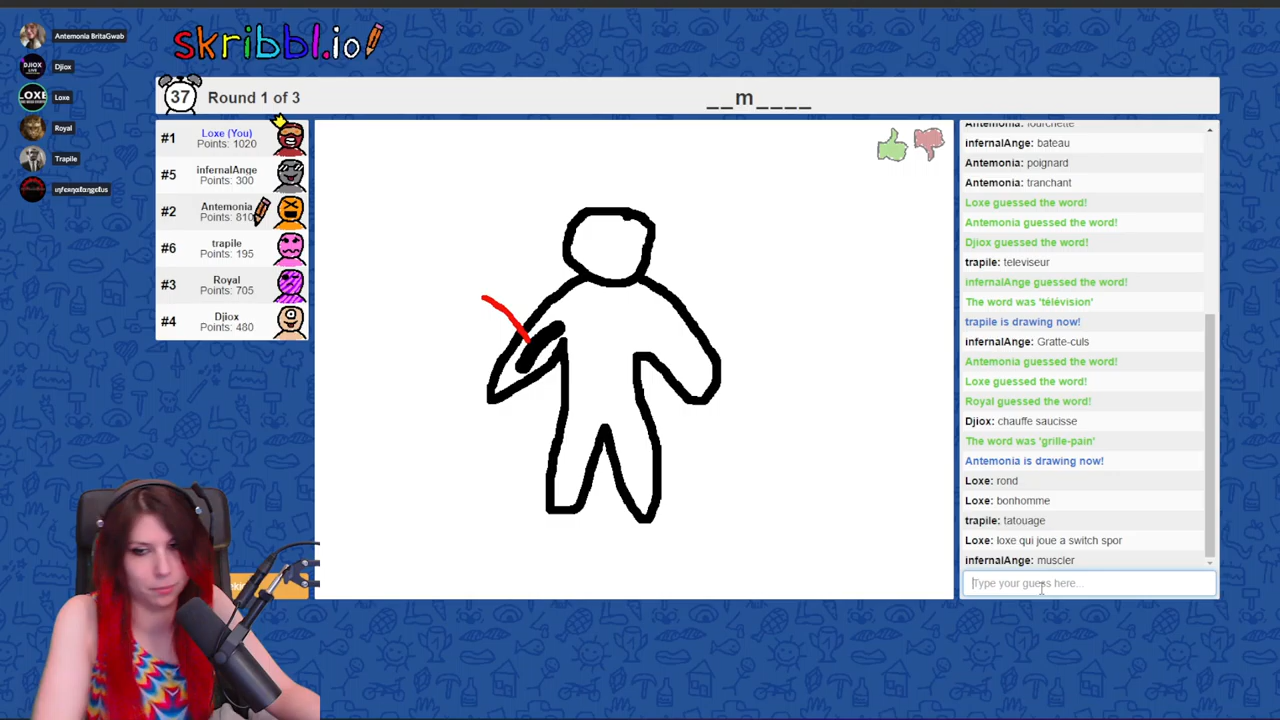 Antemonia BritaGwab
Djiox
Loxe
Royal
Trapile
infernalangelus
skribbl.io
37
Round 1 of 3
__m____
#1
Loxe (You)
Points: 1020
#5
infernalAnge
Points: 300
#2
Antemonia
Points: 810
#6
trapile
Points: 195
#3
Royal
Points: 705
#4
Djiox
Points: 480
Antemonia: fourchette
infernalAnge: bateau
Antemonia: poignard
Antemonia: tranchant
Loxe guessed the word!
Antemonia guessed the word!
Djiox guessed the word!
trapile: televiseur
infernalAnge guessed the word!
The word was 'télévision'
trapile is drawing now!
infernalAnge: Gratte-culs
Antemonia guessed the word!
Loxe guessed the word!
Royal guessed the word!
Djiox: chauffe saucisse
The word was 'grille-pain'
Antemonia is drawing now!
Loxe: rond
Loxe: bonhomme
trapile: tatouage
Loxe: loxe qui joue a switch spor
infernalAnge: muscler
Type your guess here...